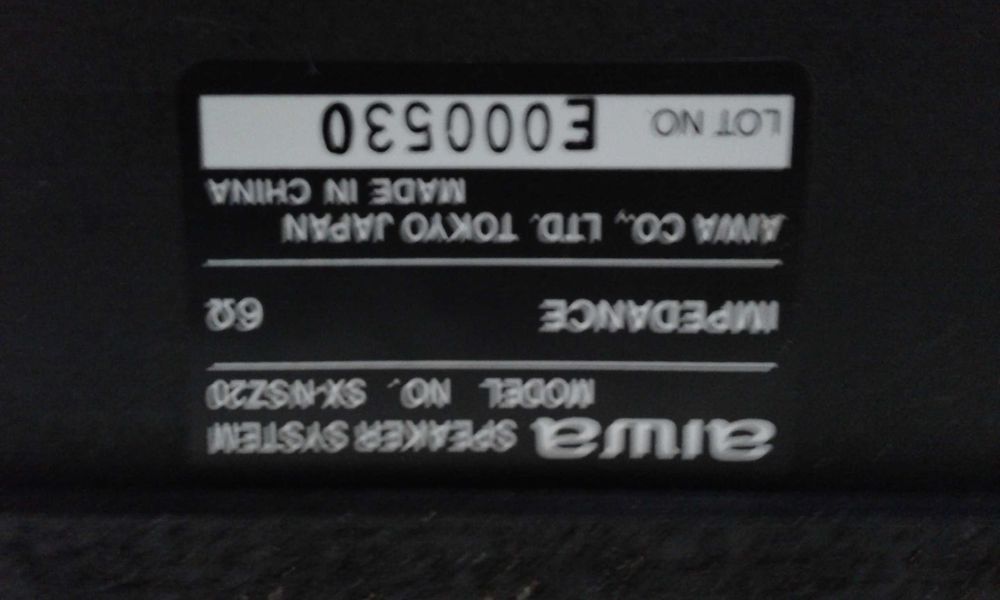 aiwa SPEAKER SYSTEM
MODEL NO. SX-NSZ20
IMPEDANCE 6Ω
AIWA CO., LTD. TOKYO JAPAN
MADE IN CHINA
LOT NO. E000530